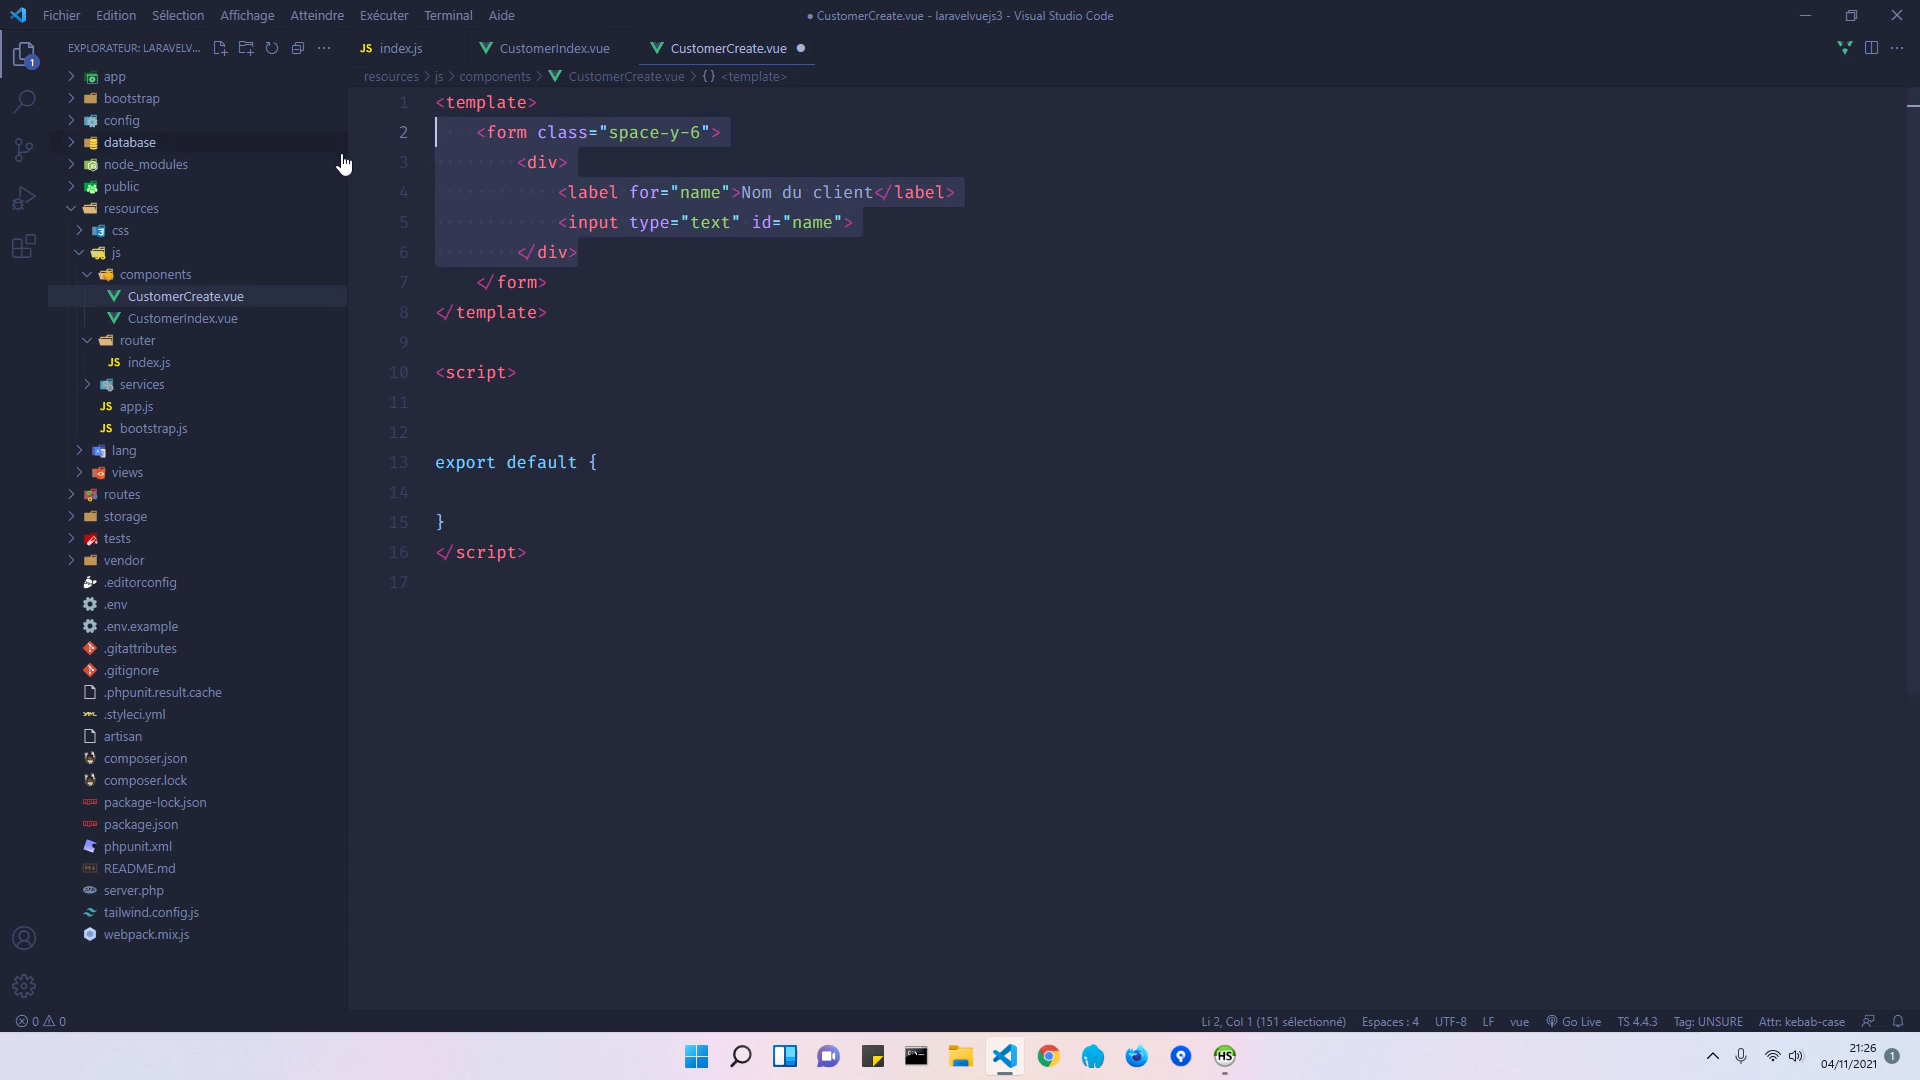 Fichier Edition Sélection Affichage Atteindre Exécuter Terminal Aide
● CustomerCreate.vue - laravelvuejs3 - Visual Studio Code
EXPLORATEUR: LARAVELV...
index.js
CustomerIndex.vue
CustomerCreate.vue
resources > js > components > CustomerCreate.vue > {} <template>
1
app
bootstrap
config
database
node_modules
public
resources
css
js
components
CustomerCreate.vue
CustomerIndex.vue
router
JS index.js
services
JS app.js
JS bootstrap.js
lang
views
routes
storage
tests
vendor
.editorconfig
.env
.env.example
.gitattributes
.gitignore
.phpunit.result.cache
.styleci.yml
artisan
composer.json
composer.lock
package-lock.json
package.json
phpunit.xml
README.md
server.php
tailwind.config.js
webpack.mix.js
1 <template>
2 <form class="space-y-6">
3 <div>
4 <label for="name">Nom du client</label>
5 <input type="text" id="name">
6 </div>
7 </form>
8 </template>
9
10 <script>
11
12
13 export default {
14
15 }
16 </script>
17
0 0
Li 2, Col 1 (151 sélectionné) Espaces : 4 UTF-8 LF vue Go Live TS 4.4.3 Tag: UNSURE Attr: kebab-case
HS
21:26
04/11/2021
1